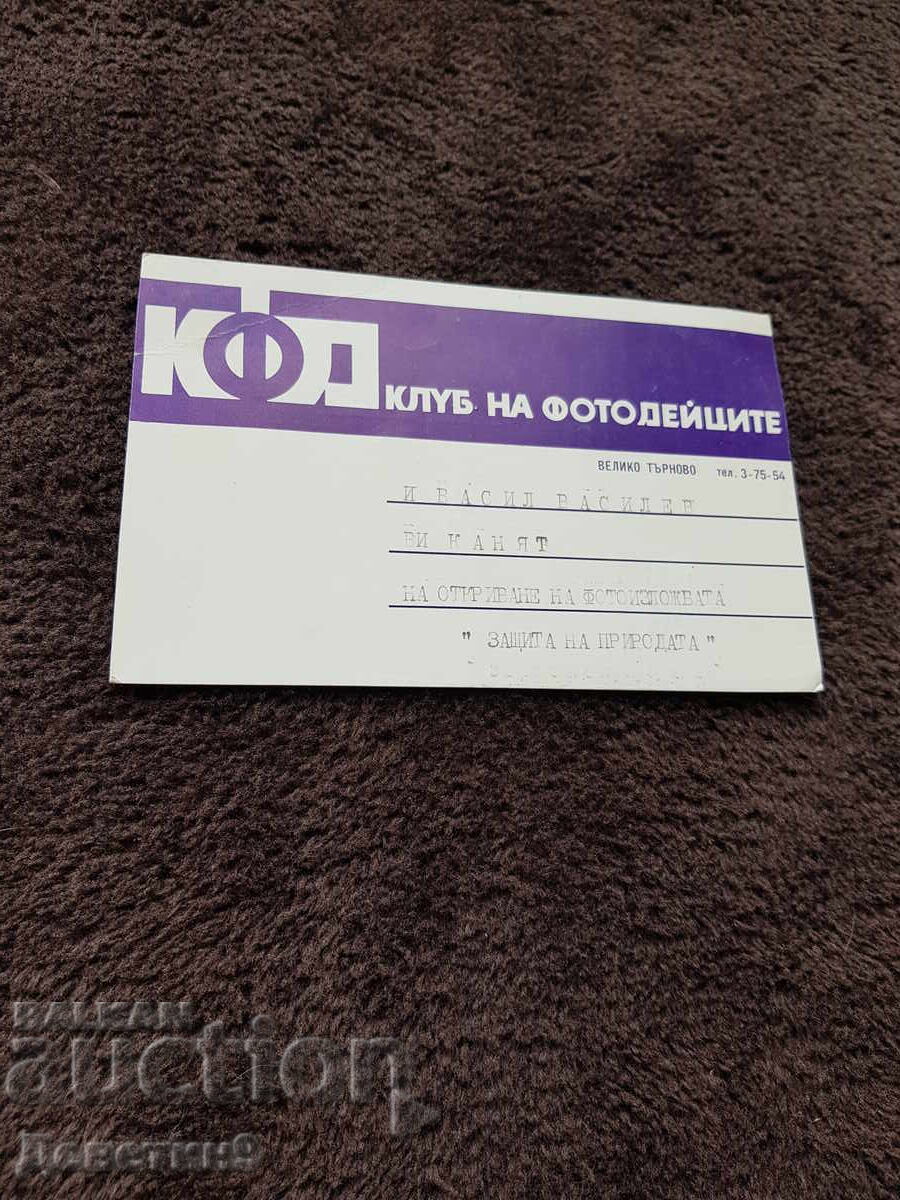 КФД
КЛУБ НА ФОТОДЕЙЦИТЕ
ВЕЛИКО ТЪРНОВО тел. 3-75-54
И ВАСИЛ ВАСИЛЕВ
ВИ КАНЯТ
НА ОТКРИВАНЕ НА ФОТОИЗЛОЖБАТА
" ЗАЩИТА НА ПРИРОДАТА "
BALKAN
auction
Даветин9